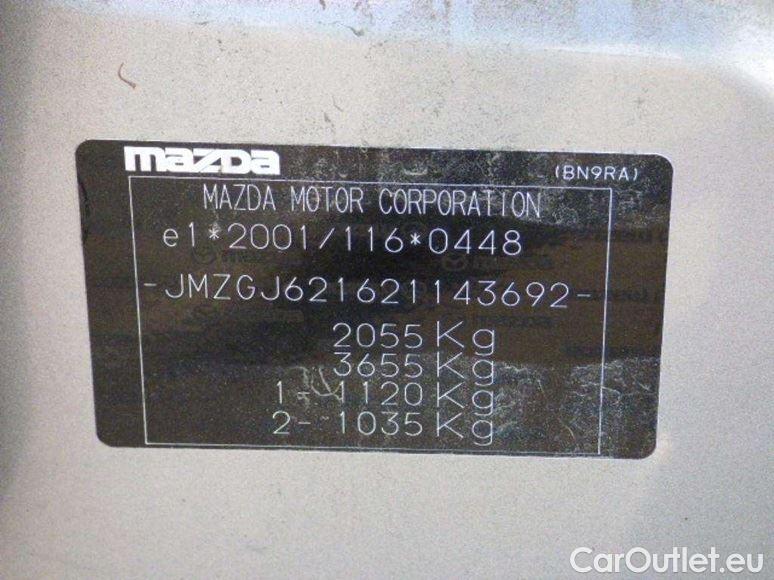 mazda
(BN9RA)
MAZDA MOTOR CORPORATION
e1*2001/116*0448
-JMZGJ621621143692-
2055Kg
3655Kg
1- 1120Kg
2- 1035Kg
CarOutlet.eu